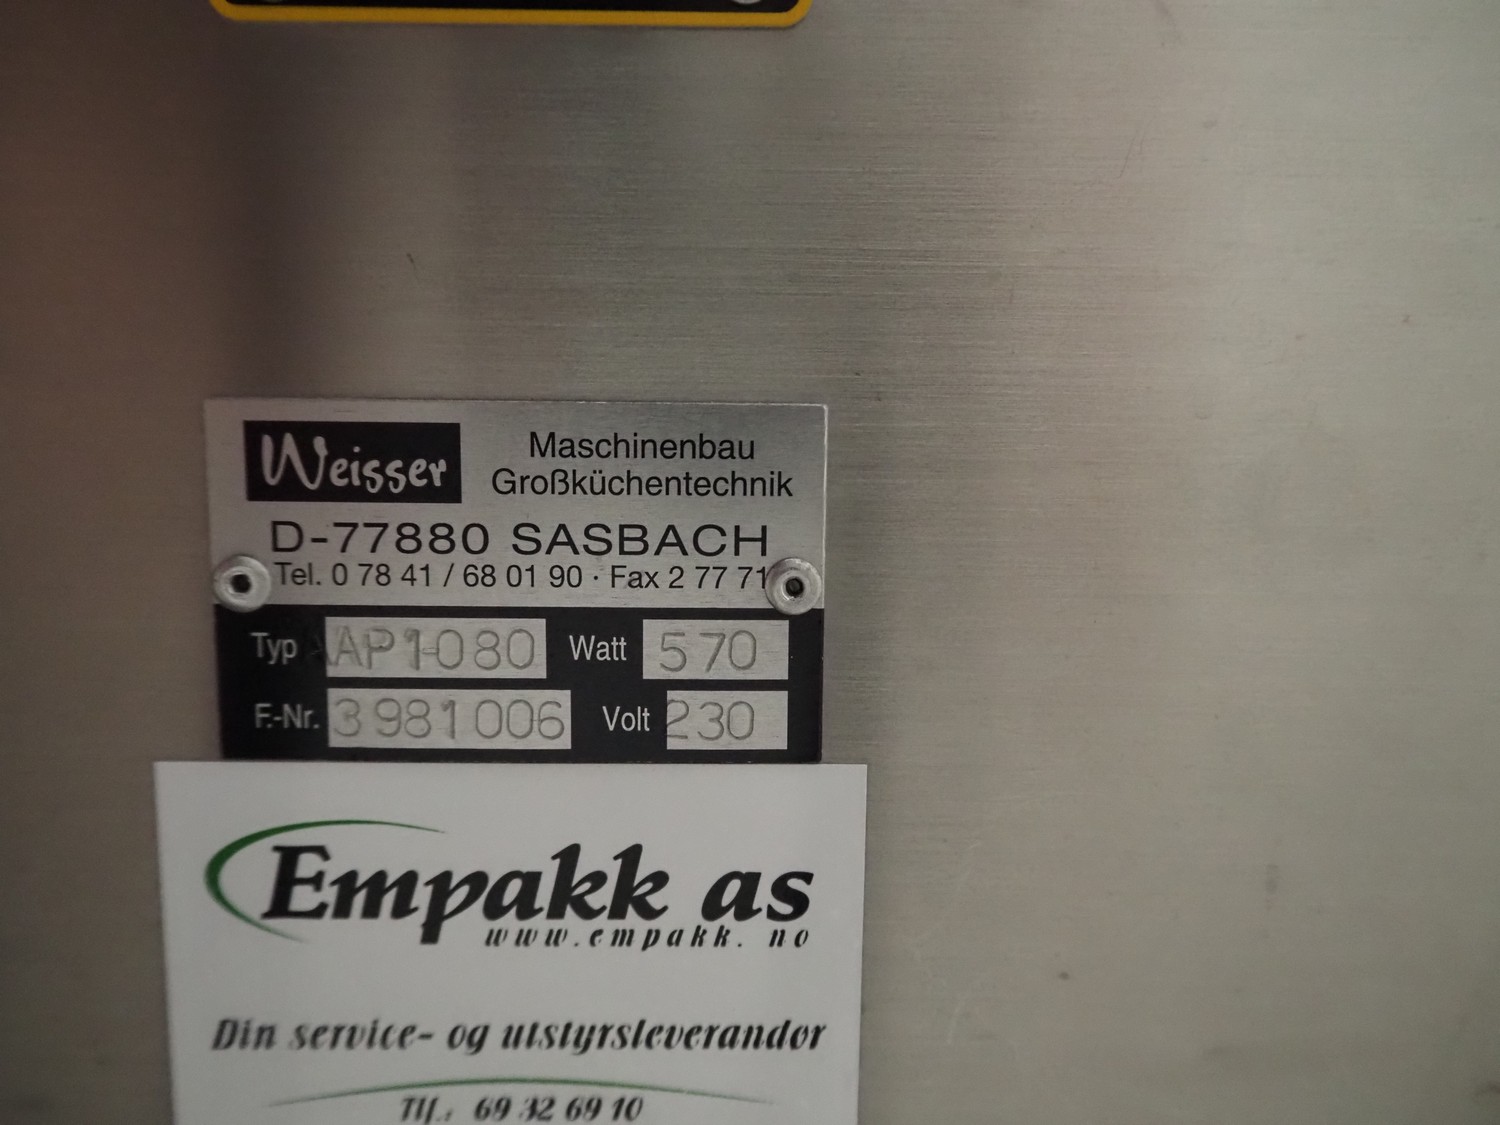 Weisser
Maschinenbau
Großküchentechnik
D-77880 SASBACH
Tel. 0 78 41 / 68 01 90 · Fax 2 77 71
Typ AP1-080 Watt 570
F.-Nr. 3981006 Volt 230
Empakk as
www.empakk.no
Din service- og utstyrsleverandør
Tlf.: 69 32 69 10